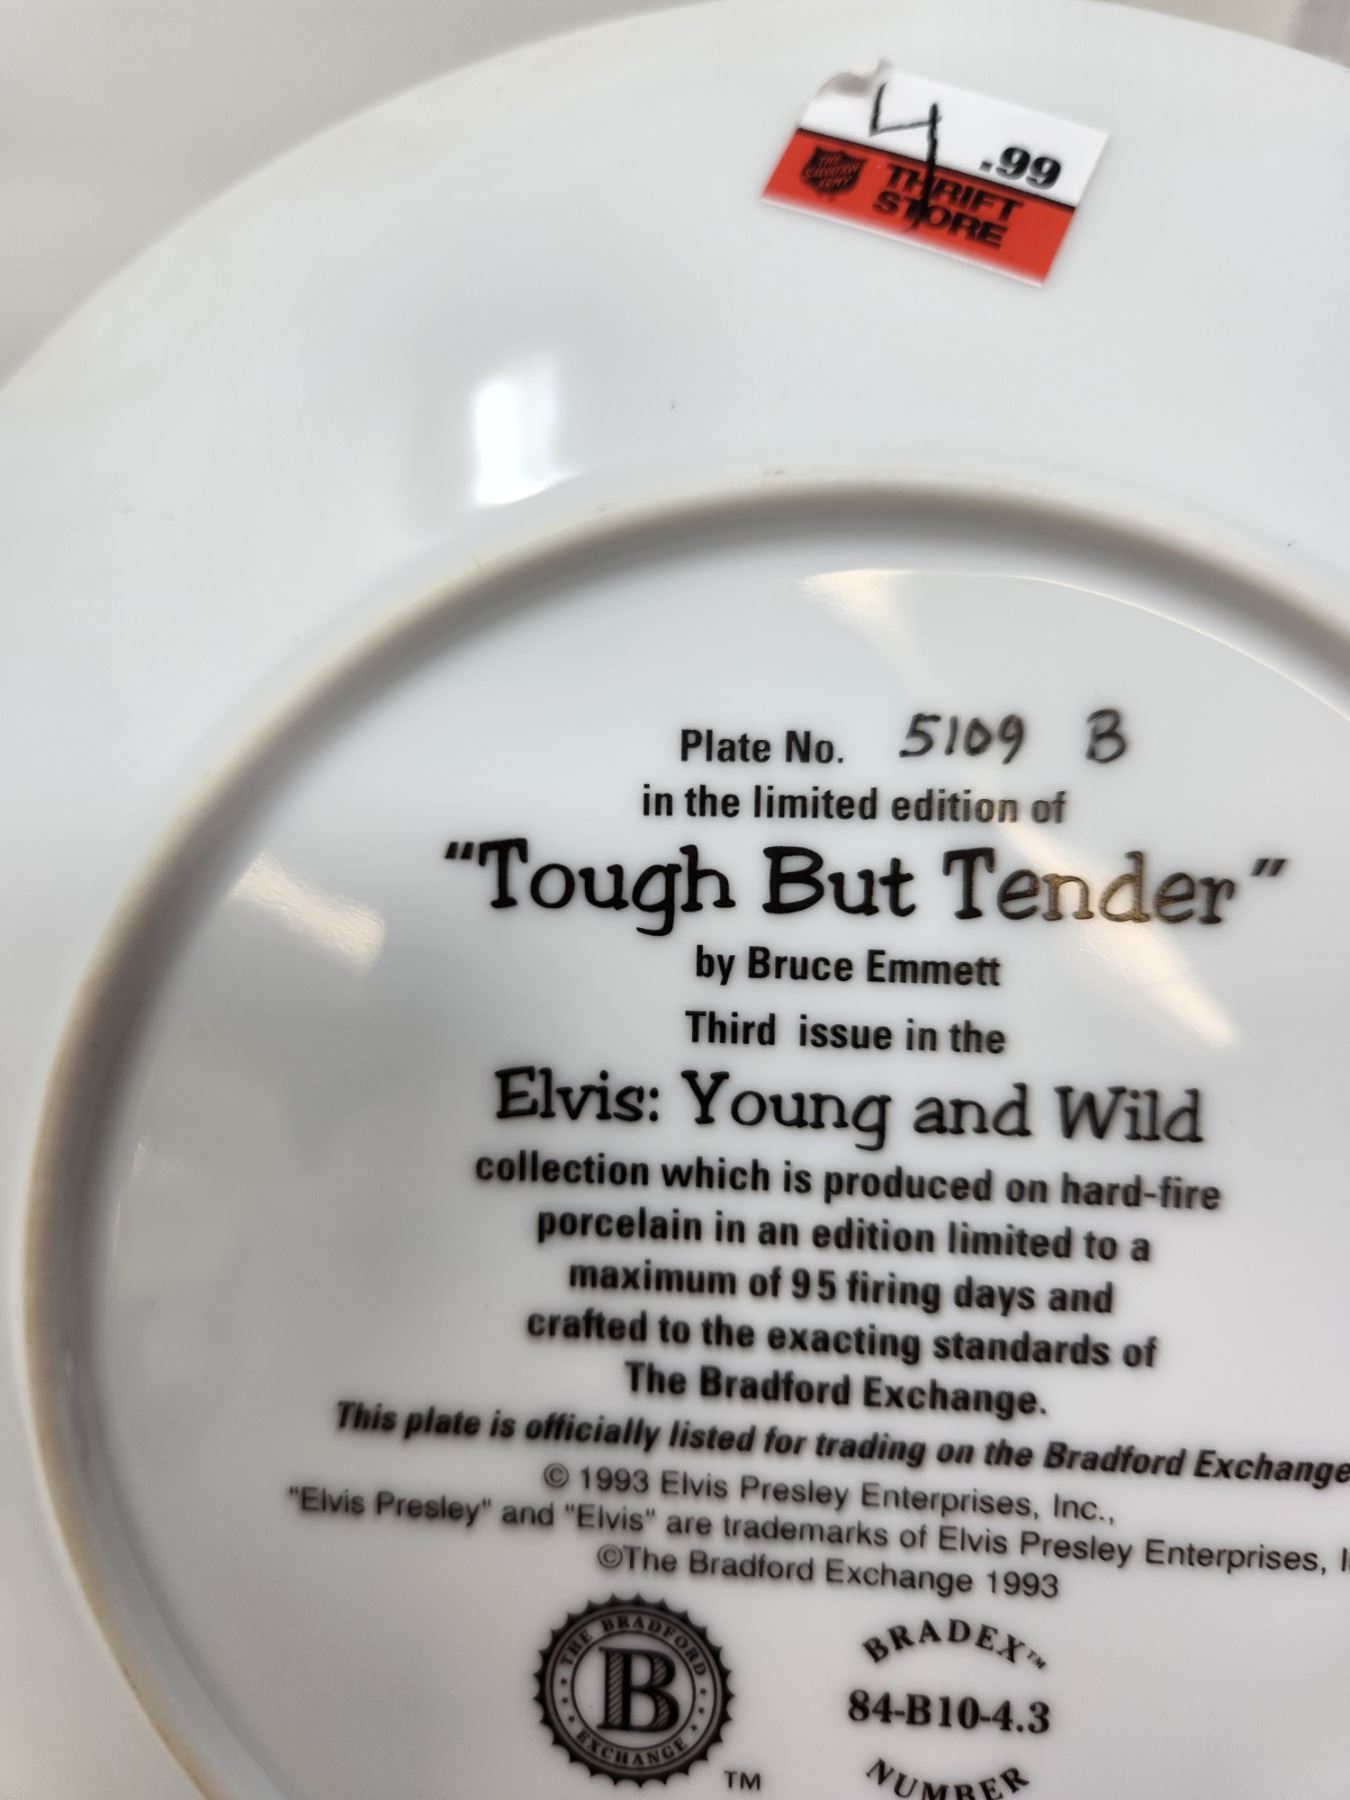 4.99
THE SALVATION ARMY
THRIFT STORE
Plate No. 5109 B
in the limited edition of
"Tough But Tender"
by Bruce Emmett
Third issue in the
Elvis: Young and Wild
collection which is produced on hard-fire
porcelain in an edition limited to a
maximum of 95 firing days and
crafted to the exacting standards of
The Bradford Exchange.
This plate is officially listed for trading on the Bradford Exchange
© 1993 Elvis Presley Enterprises, Inc.,
"Elvis Presley" and "Elvis" are trademarks of Elvis Presley Enterprises,
©The Bradford Exchange 1993
THE BRADFORD
B
EXCHANGE
TM
BRADEX™
84-B10-4.3
NUMBER